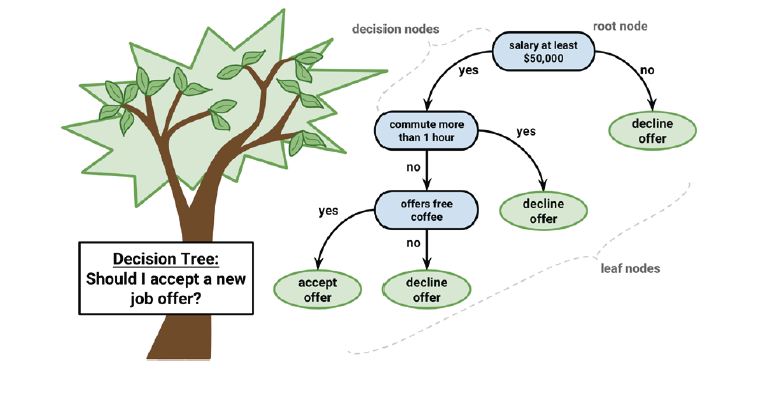 decision nodes
root node
salary at least
$50,000
yes
no
commute more
than 1 hour
decline
offer
yes
no
offers free
coffee
decline
offer
yes
no
Decision Tree:
Should I accept a new
job offer?
accept
offer
decline
offer
leaf nodes